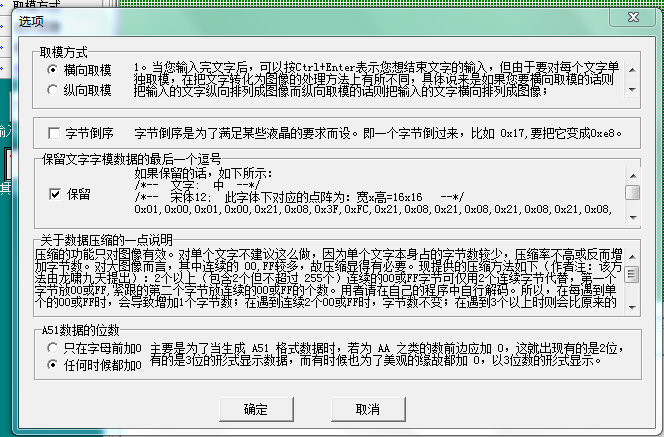 取模方式
选项
取模方式
横向取模
纵向取模
1。当您输入完文字后，可以按Ctrl+Enter表示您想结束文字的输入，但由于要对每个文字单
独取模，在把文字转化为图像的处理方法上有所不同，具体说来是如果您要横向取模的话则
把输入的文字纵向排列成图像而纵向取模的话则把输入的文字横向排列成图像；
字节倒序
字节倒序是为了满足某些液晶的要求而设。即一个字节倒过来，比如 0x17,要把它变成0xe8。
保留文字字模数据的最后一个逗号
保留
如果保留的话，如下所示：
/*--  文字:  中  --*/
/*--  宋体12;  此字体下对应的点阵为：宽x高=16x16   --*/
0x01,0x00,0x01,0x00,0x21,0x08,0x3F,0xFC,0x21,0x08,0x21,0x08,0x21,0x08,0x21,0x08,
关于数据压缩的一点说明
压缩的功能只对图像有效。对单个文字不建议这么做，因为单个文字本身占的字节数较少，压缩率不高或反而增
加字节数。对大图像而言，其中连续的 00,FF较多，故压缩显得有必要。现提供的压缩方法如下（作者注：该方
法由龙啸九天提出）：2个以上（包含2个但不超过 255个）连续的00或FF字节可仅用2个连续字节代替，第一个
字节放00或FF,紧跟的第二个字节放连续的00或FF的个数。用者请在自己的程序中自行解码。所以，在每遇到单个
的00或FF时，会导致增加1个字节数；在遇到连续2个00或FF时，字节数不变；在遇到3个以上时则会比原来的
A51数据的位数
只在字母前加0
任何时候都加0
主要是为了当生成 A51 格式数据时，若为 AA 之类的数前边应加 0，这就出现有的是2位，
有的是3位的形式显示数据，而有时候也为了美观的缘故都加 0，以3位数的形式显示。
确定
取消